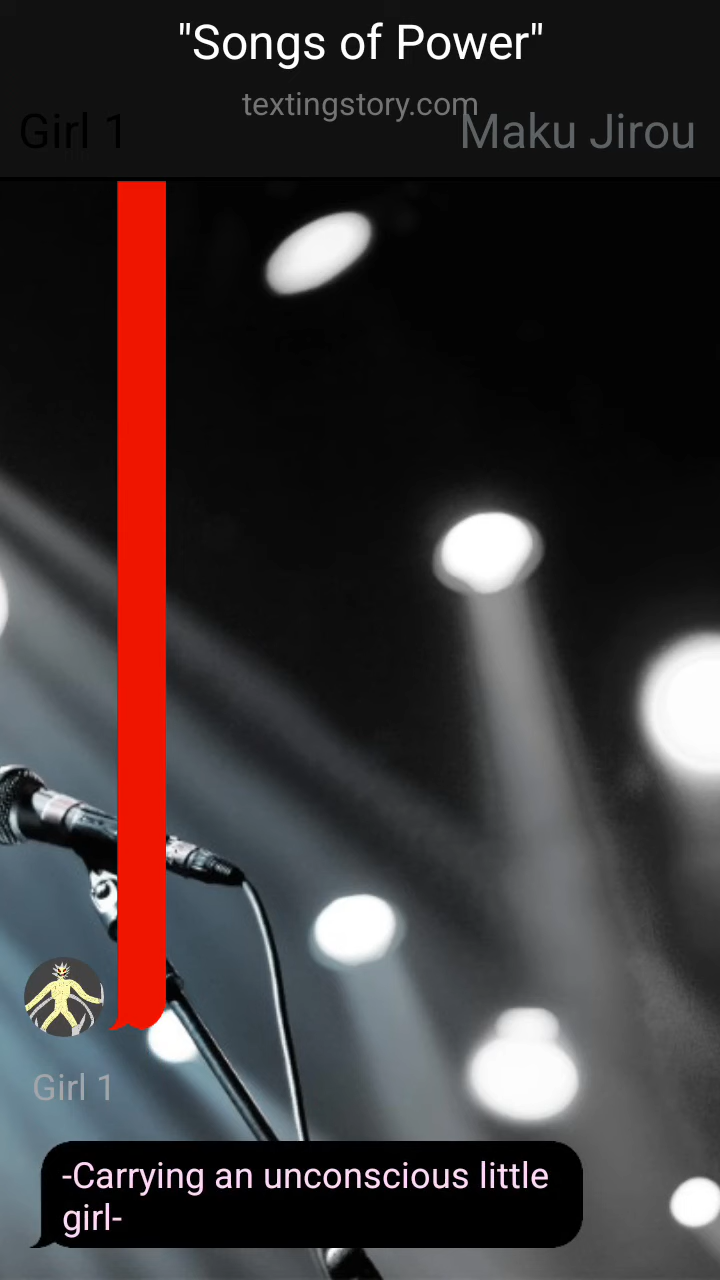 "Songs of Power"
textingstory.com
Girl 1
Maku Jirou
Girl 1
-Carrying an unconscious little
girl-